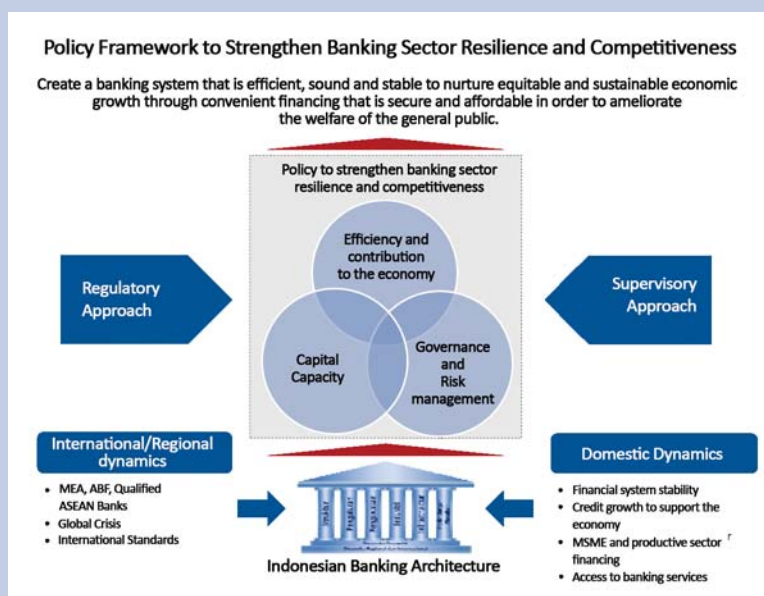 Policy Framework to Strengthen Banking Sector Resilience and Competitiveness
Create a banking system that is efficient, sound and stable to nurture equitable and sustainable economic
growth through convenient financing that is secure and affordable in order to ameliorate
the welfare of the general public.
Policy to strengthen banking sector
resilience and competitiveness
Efficiency and
contribution
to the economy
Regulatory
Approach
Supervisory
Approach
Capital
Capacity
Governance
and
Risk
management
International/Regional
dynamics
• MEA, ABF, Qualified
ASEAN Banks
• Global Crisis
• International Standards
Indonesian Banking Architecture
Domestic Dynamics
• Financial system stability
• Credit growth to support the
economy
• MSME and productive sector
financing
• Access to banking services